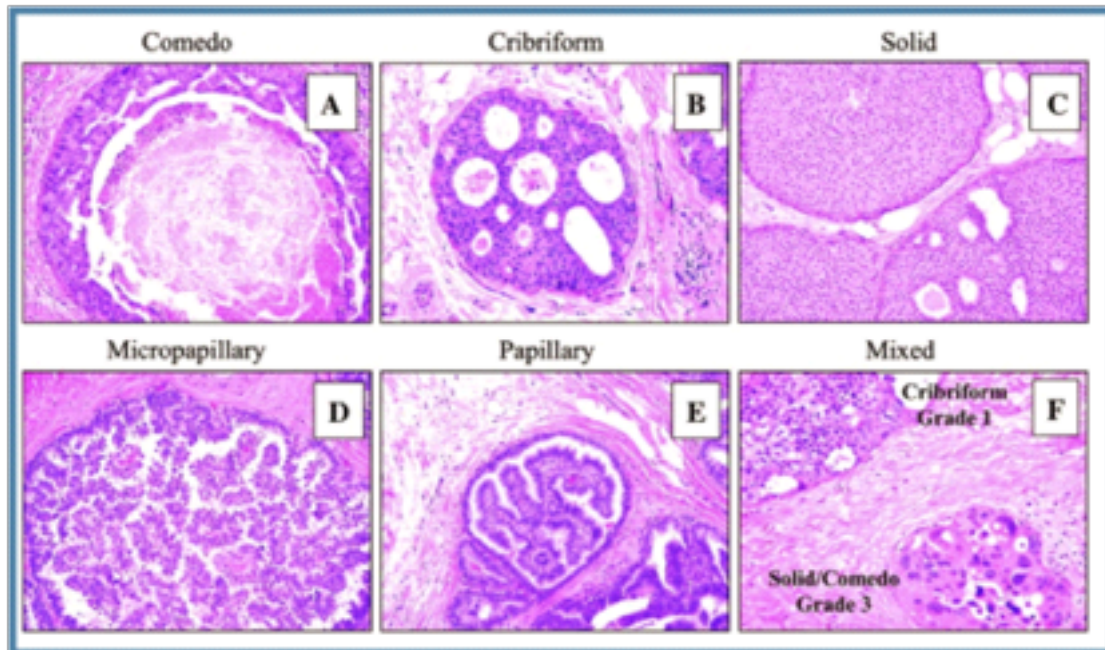 Comedo
Cribriform
Solid
A
B
C
Micropapillary
Papillary
Mixed
D
E
Cribriform
Grade 1
F
Solid/Comedo
Grade 3